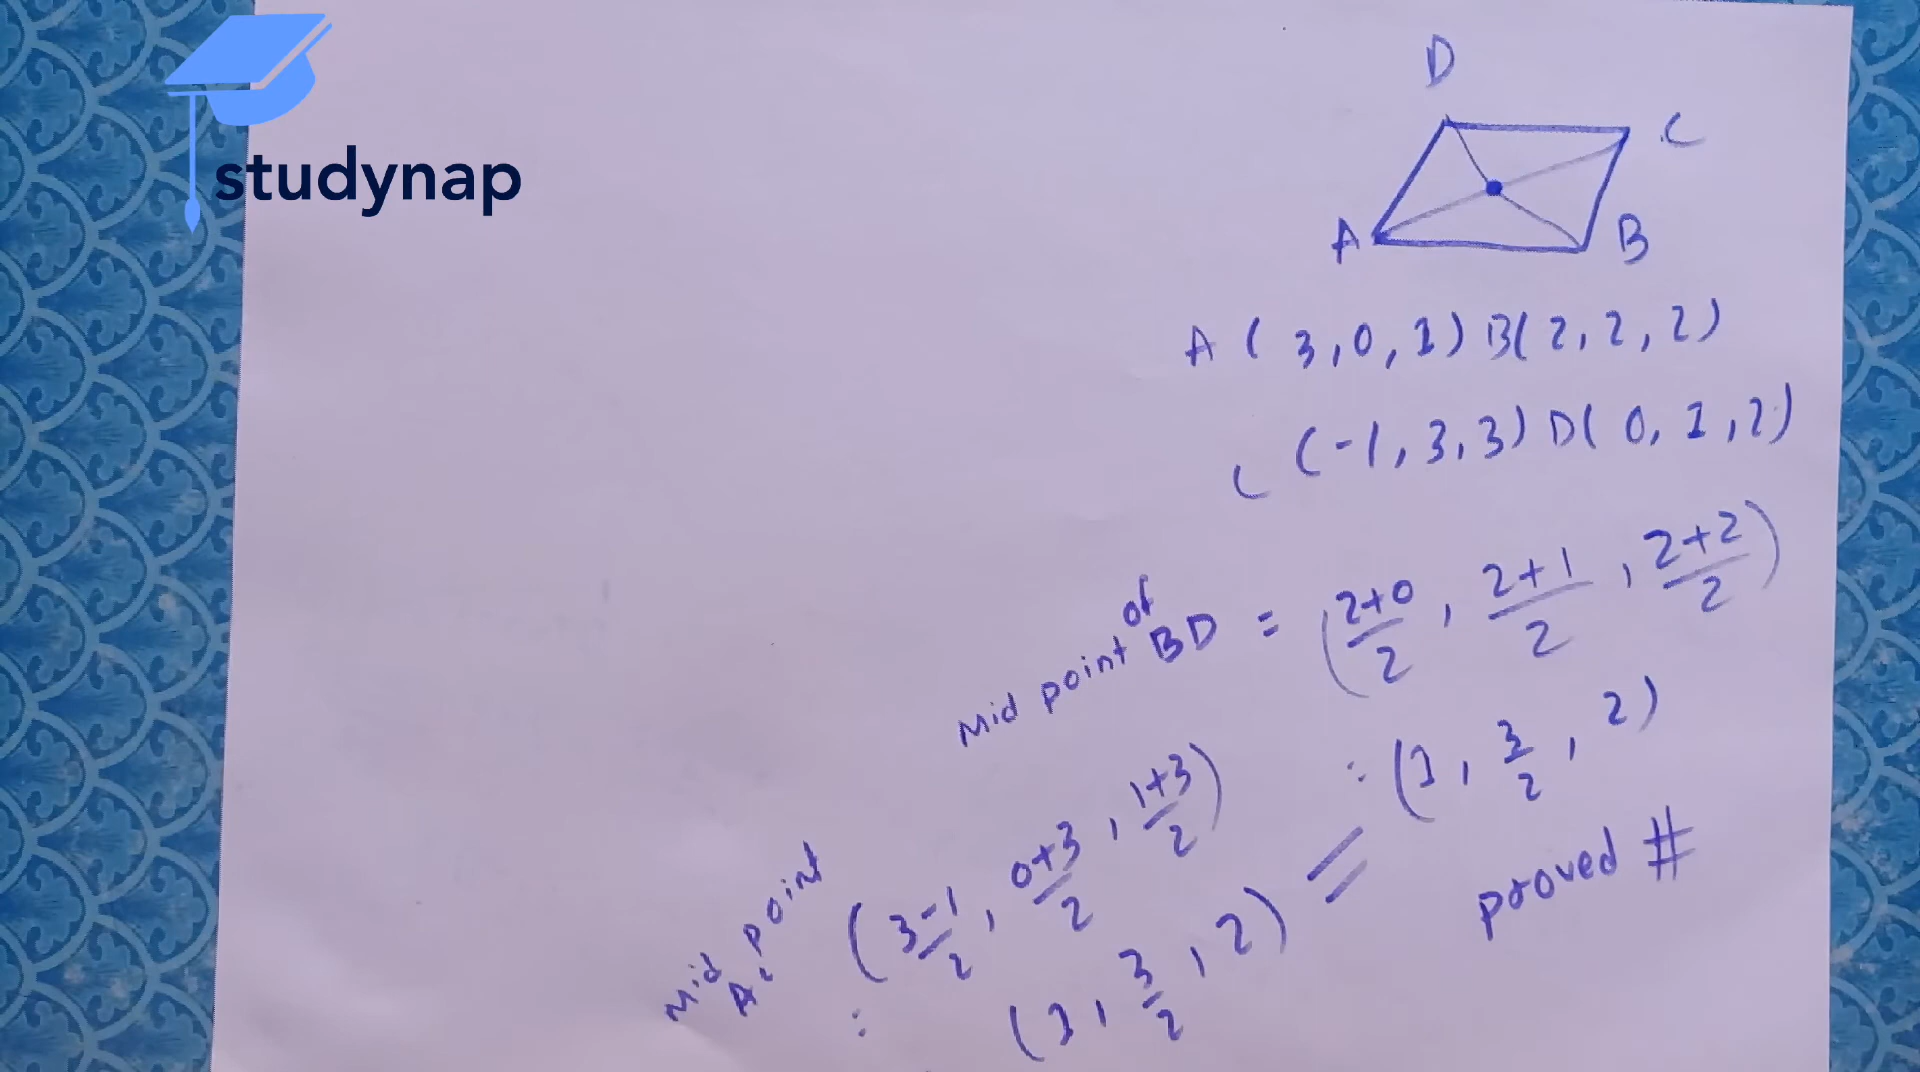 studynap
D
C
A
B
A ( 3, 0, 1 ) B( 2, 2, 2 )
C (-1, 3, 3 ) D( 0, 1, 2 )
Mid point of BD = ( 2+0/2 , 2+1/2 , 2+2/2 )
= ( 1 , 3/2 , 2 )
Mid point AC = ( 3-1/2 , 0+3/2 , 1+3/2 )
( 1 , 3/2 , 2 ) =
proved #